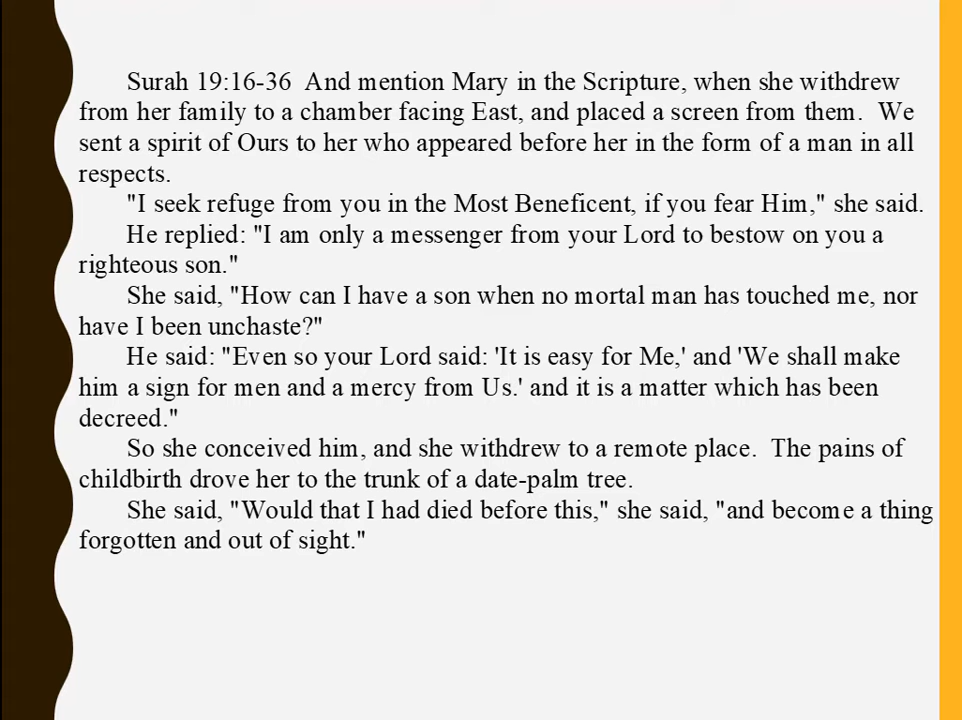 Surah 19:16-36  And mention Mary in the Scripture, when she withdrew
from her family to a chamber facing East, and placed a screen from them.  We
sent a spirit of Ours to her who appeared before her in the form of a man in all
respects.
"I seek refuge from you in the Most Beneficent, if you fear Him," she said.
He replied: "I am only a messenger from your Lord to bestow on you a
righteous son."
She said, "How can I have a son when no mortal man has touched me, nor
have I been unchaste?"
He said: "Even so your Lord said: 'It is easy for Me,' and 'We shall make
him a sign for men and a mercy from Us.' and it is a matter which has been
decreed."
So she conceived him, and she withdrew to a remote place.  The pains of
childbirth drove her to the trunk of a date-palm tree.
She said, "Would that I had died before this," she said, "and become a thing
forgotten and out of sight."